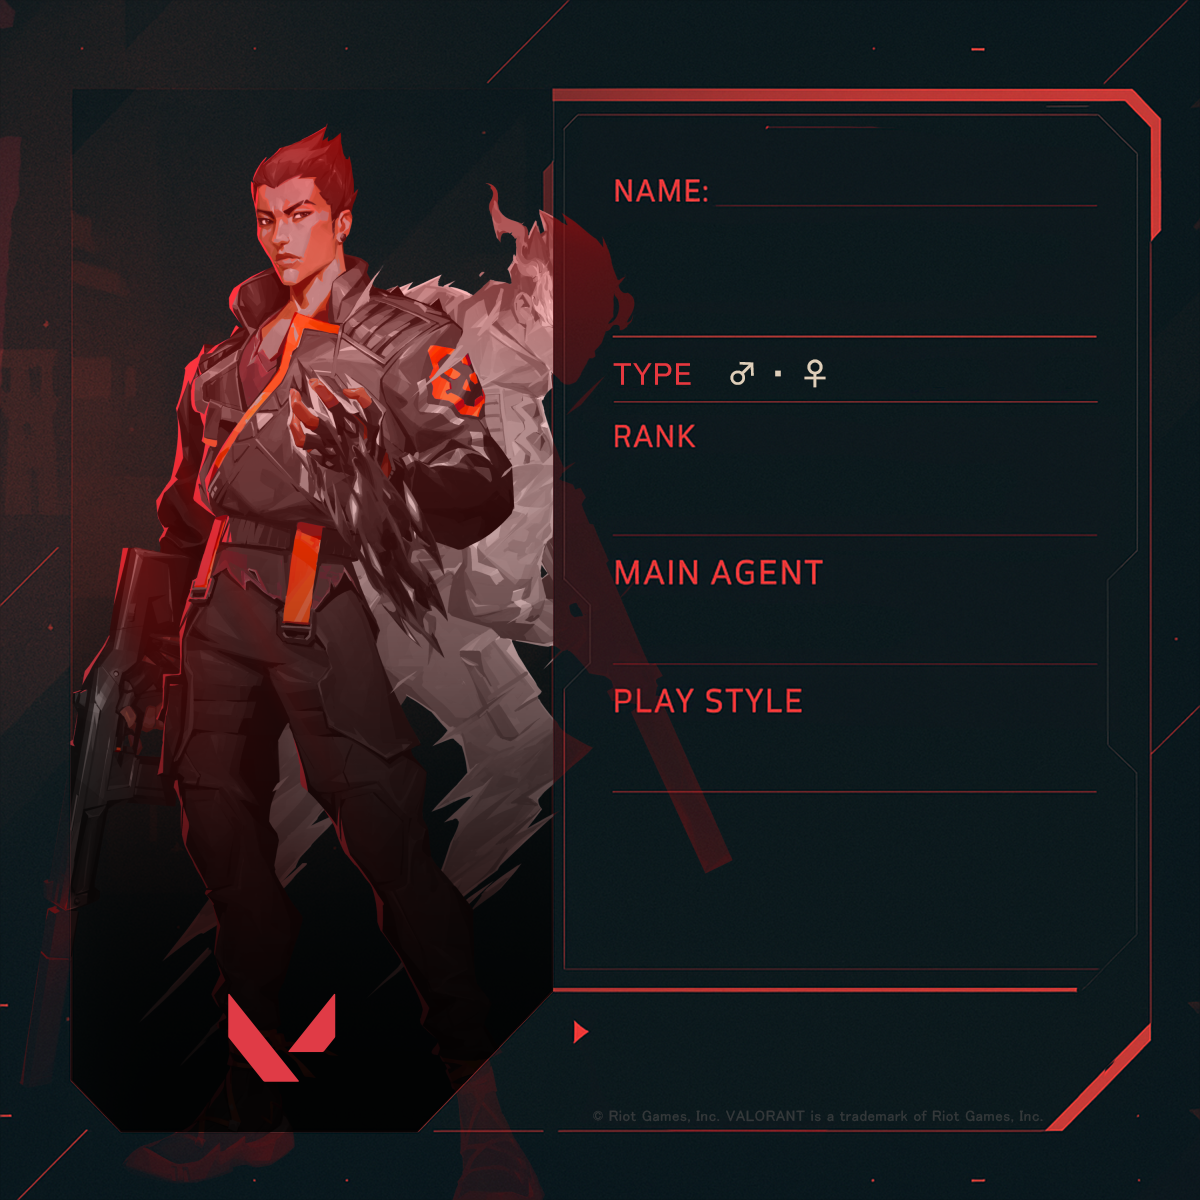 NAME:
TYPE ♂ · ♀
RANK
MAIN AGENT
PLAY STYLE
© Riot Games, Inc. VALORANT is a trademark of Riot Games, Inc.